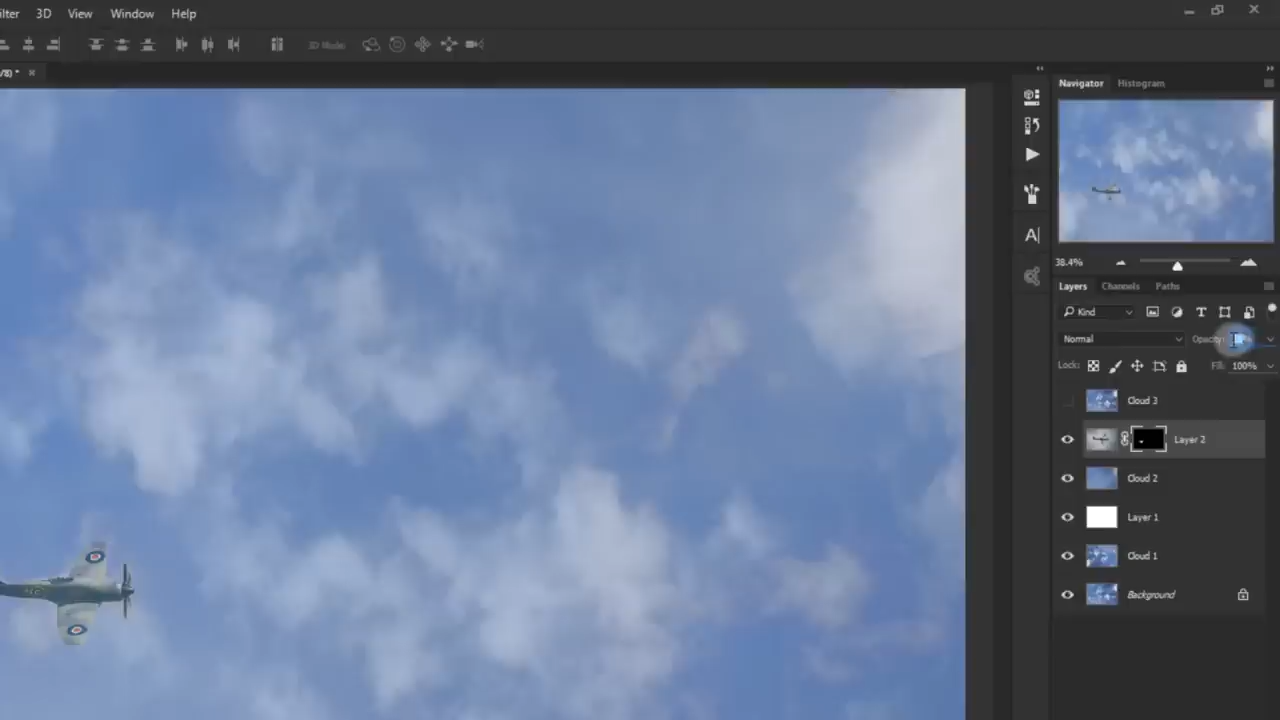 ilter 3D View Window Help
3D Mode:
/8) *
Navigator Histogram
38.4%
Layers Channels Paths
Kind
Normal Opacity:
Lock: Fill: 100%
Cloud 3
Layer 2
Cloud 2
Layer 1
Cloud 1
Background